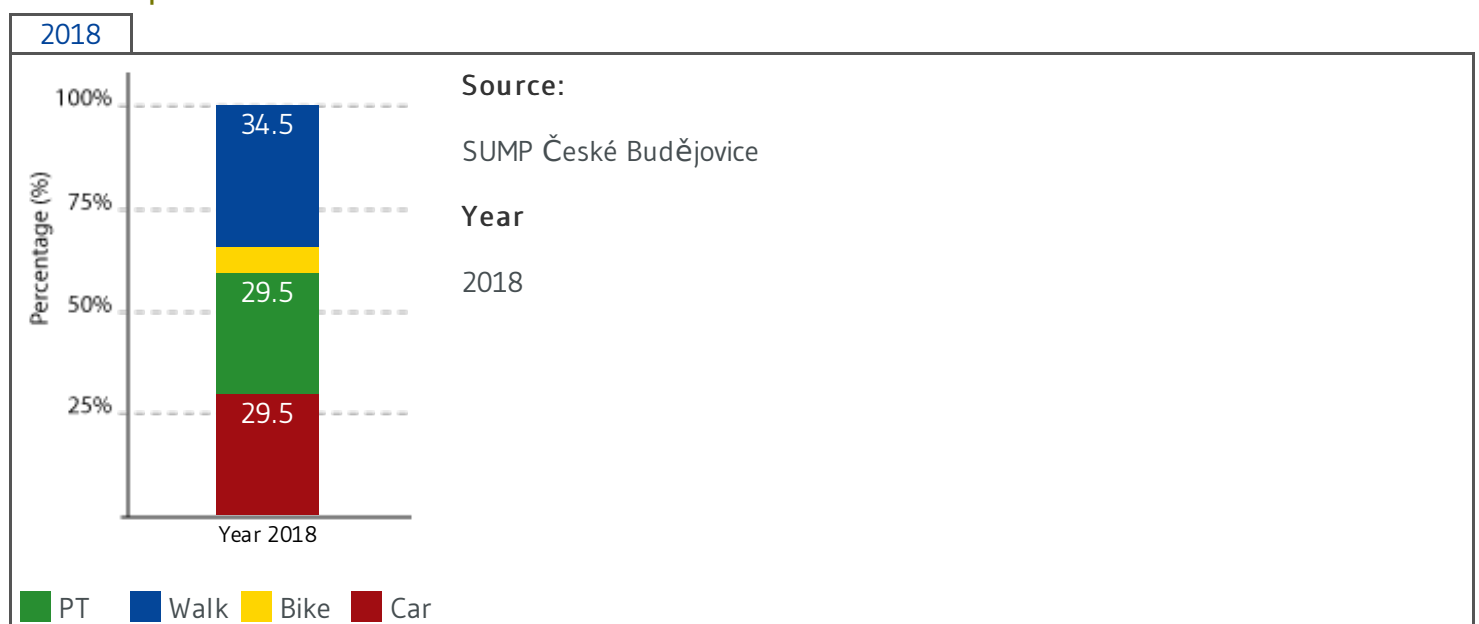 2018
100%
75%
50%
25%
Percentage (%)
34.5
29.5
29.5
Year 2018
PT Walk Bike Car
Source:
SUMP České Budějovice
Year
2018